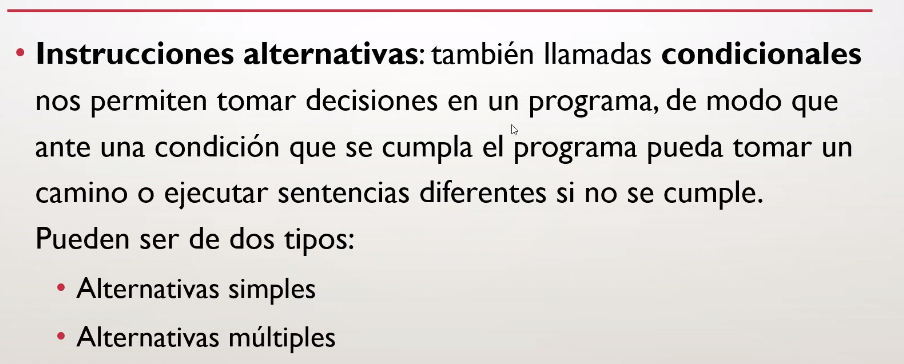 • Instrucciones alternativas: también llamadas condicionales
nos permiten tomar decisiones en un programa, de modo que
ante una condición que se cumpla el programa pueda tomar un
camino o ejecutar sentencias diferentes si no se cumple.
Pueden ser de dos tipos:
• Alternativas simples
• Alternativas múltiples